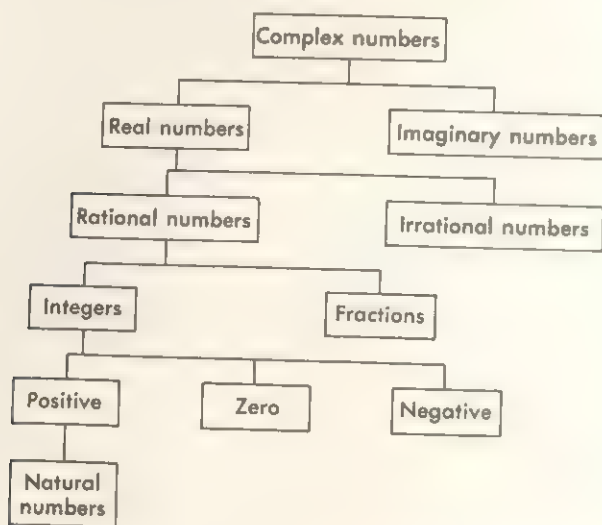 Complex numbers
Real numbers
Imaginary numbers
Rational numbers
Irrational numbers
Integers
Fractions
Positive
Zero
Negative
Natural
numbers